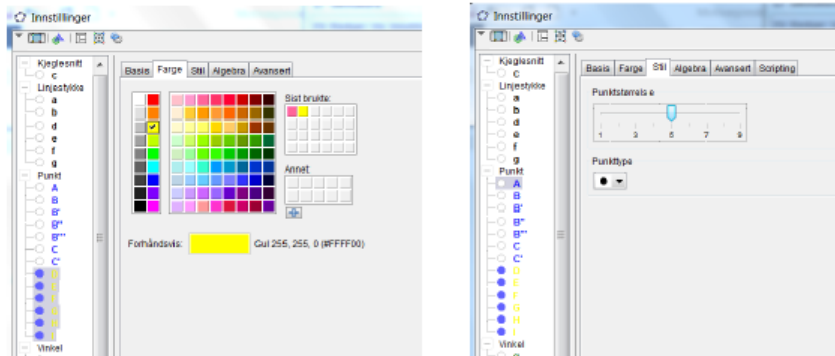 Innstillinger
Kjeglesnitt
c
Linjestykke
a
b
d
e
f
g
Punkt
A
B
B'
B''
B'''
C
C'
D
E
F
G
H
I
Vinkel
Basis Farge Stil Algebra Avansert
Sist brukte:
Annet
Forhåndsvis: Gul 255, 255, 0 (#FFFF00)
Innstillinger
Kjeglesnitt
c
Linjestykke
a
b
d
e
f
g
Punkt
A
B
B'
B''
B'''
C
C'
D
E
F
G
H
I
Vinkel
Basis Farge Stil Algebra Avansert Scripting
Punktstørrelse
1 3 5 7 9
Punkttype